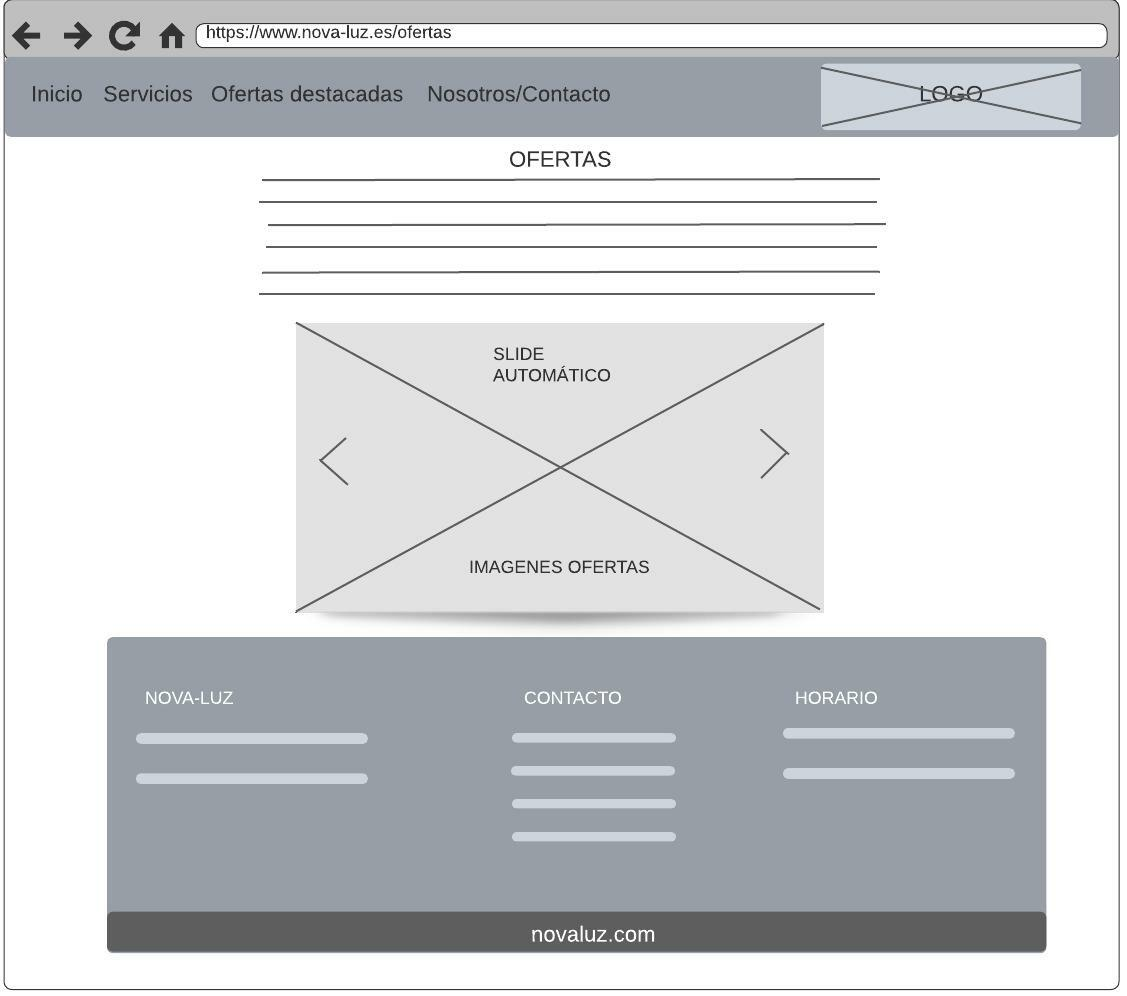 https://www.nova-luz.es/ofertas
Inicio Servicios Ofertas destacadas Nosotros/Contacto LOGO
OFERTAS
SLIDE
AUTOMÁTICO
IMAGENES OFERTAS
NOVA-LUZ CONTACTO HORARIO
novaluz.com